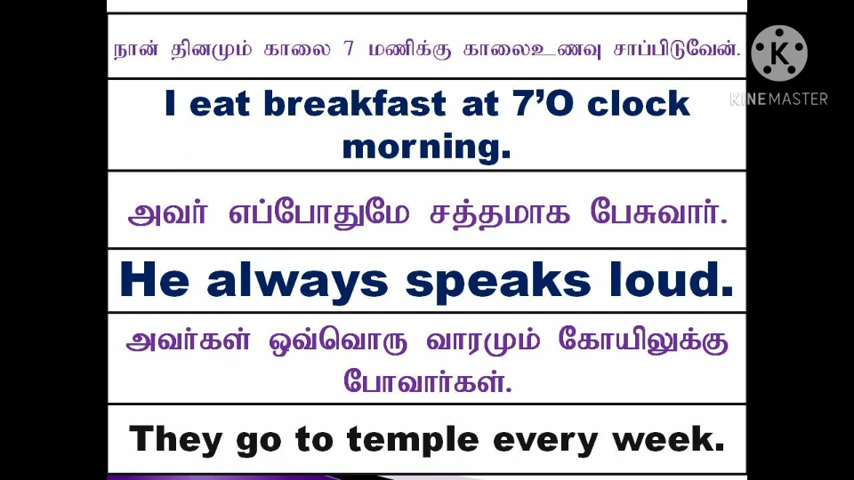 நான் தினமும் காலை 7 மணிக்கு காலைஉணவு சாப்பிடுவேன்.
I eat breakfast at 7’O clock
morning.
அவர் எப்போதுமே சத்தமாக பேசுவார்.
He always speaks loud.
அவர்கள் ஒவ்வொரு வாரமும் கோயிலுக்கு
போவார்கள்.
They go to temple every week.
K
KINEMASTER